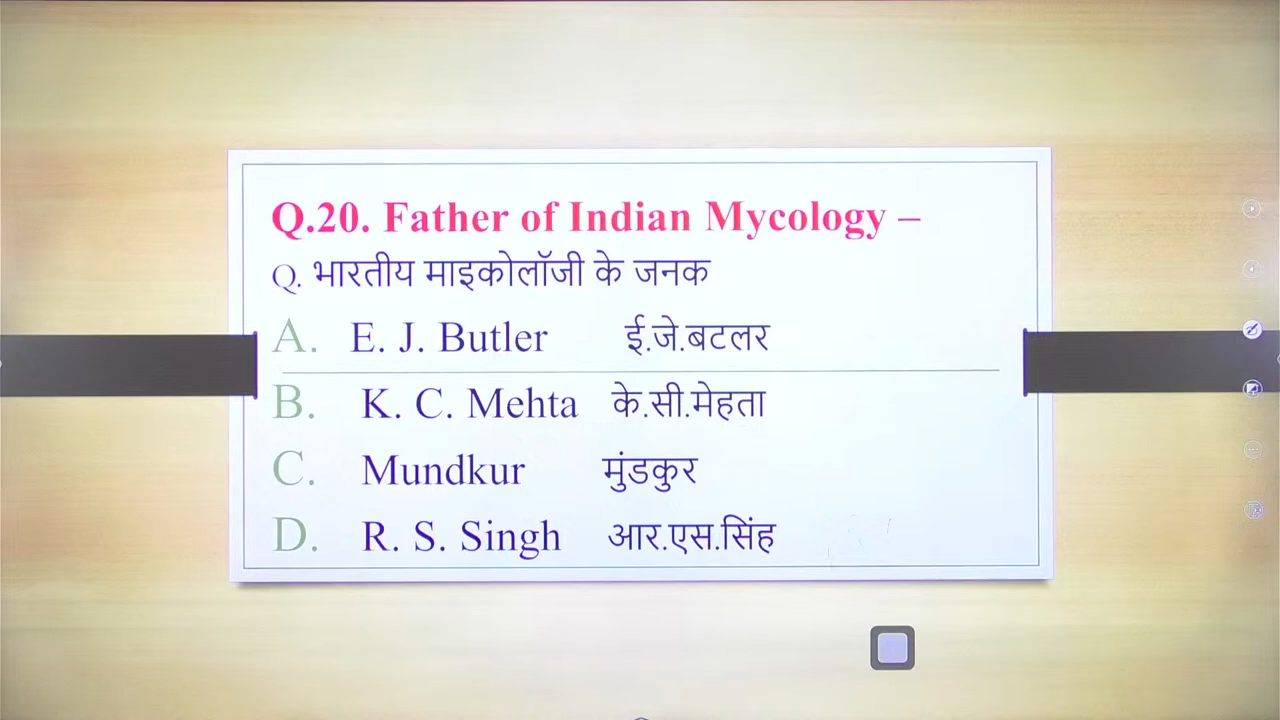 Q.20. Father of Indian Mycology –
Q. भारतीय माइकोलॉजी के जनक
A. E. J. Butler ई.जे.बटलर
B. K. C. Mehta के.सी.मेहता
C. Mundkur मुंडकुर
D. R. S. Singh आर.एस.सिंह